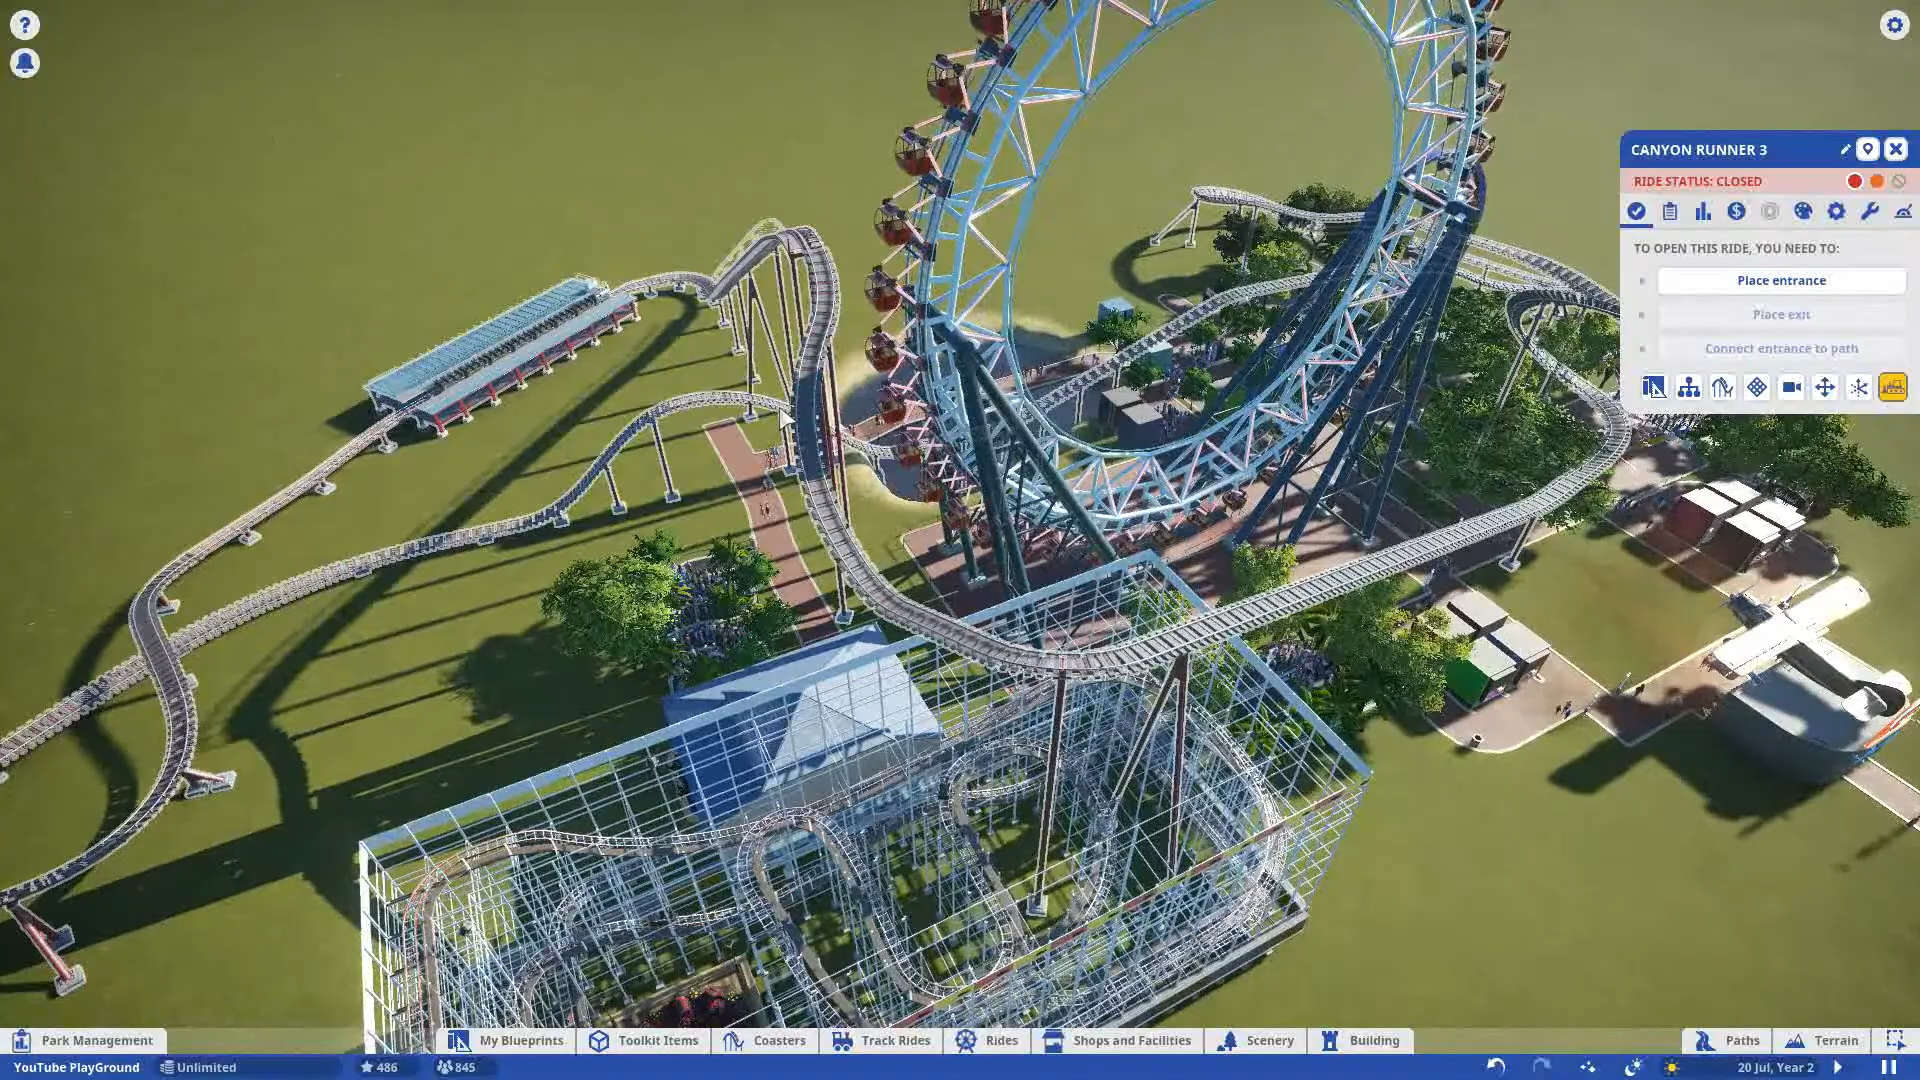 ?
CANYON RUNNER 3
RIDE STATUS: CLOSED
TO OPEN THIS RIDE, YOU NEED TO:
Place entrance
Place exit
Connect entrance to path
Park Management
My Blueprints
Toolkit Items
Coasters
Track Rides
Rides
Shops and Facilities
Scenery
Building
Paths
Terrain
YouTube PlayGround
Unlimited
486
845
20 Jul, Year 2